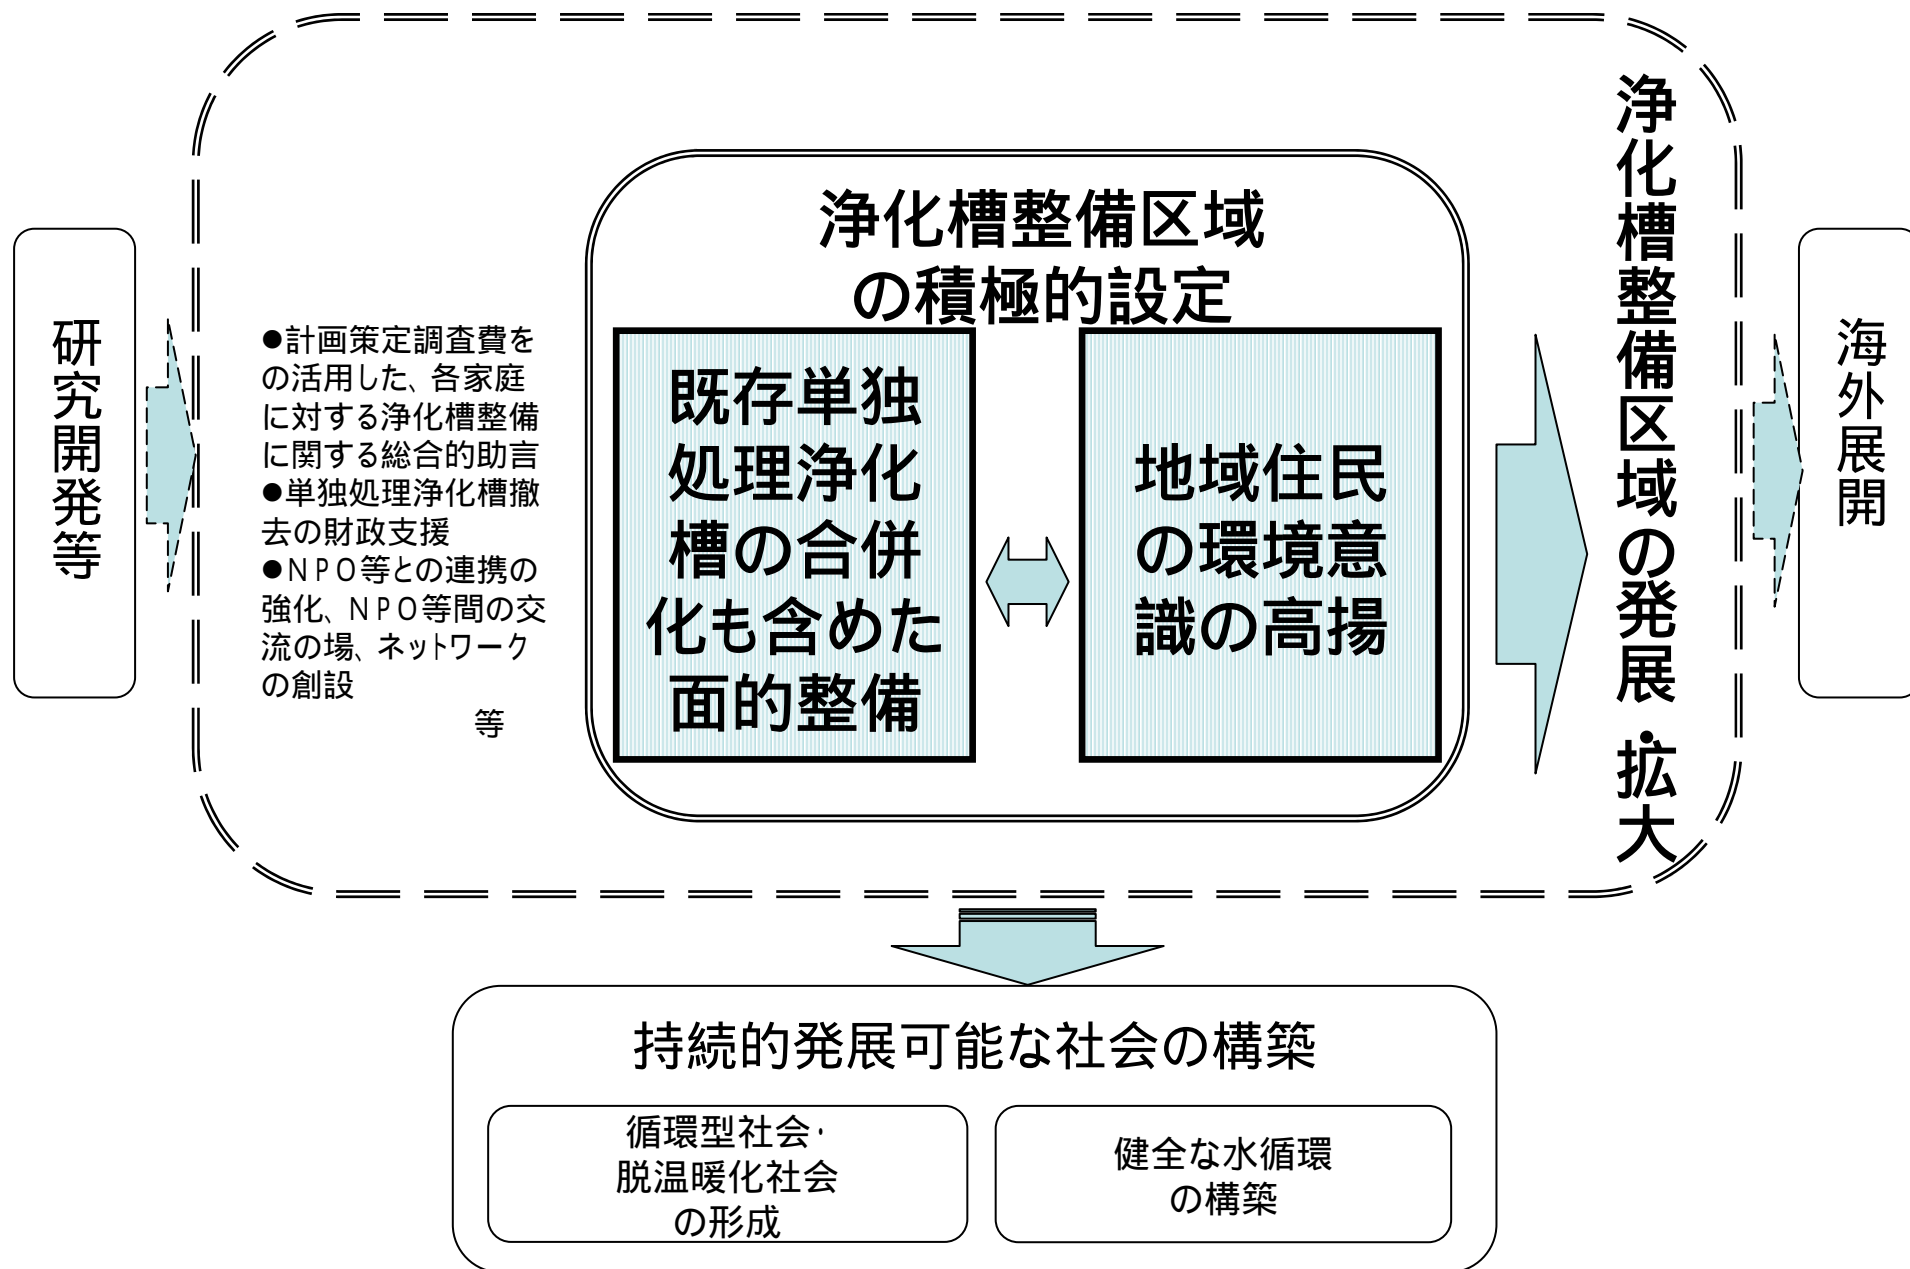 研究開発等
●計画策定調査費を
の活用した、各家庭
に対する浄化槽整備
に関する総合的助言
●単独処理浄化槽撤
去の財政支援
●ＮＰＯ等との連携の
強化、ＮＰＯ等間の交
流の場、ネットワーク
の創設
等
浄化槽整備区域
の積極的設定
既存単独
処理浄化
槽の合併
化も含めた
面的整備
地域住民
の環境意
識の高揚
浄化槽整備区域の発展・拡大
海外展開
持続的発展可能な社会の構築
循環型社会・
脱温暖化社会
の形成
健全な水循環
の構築